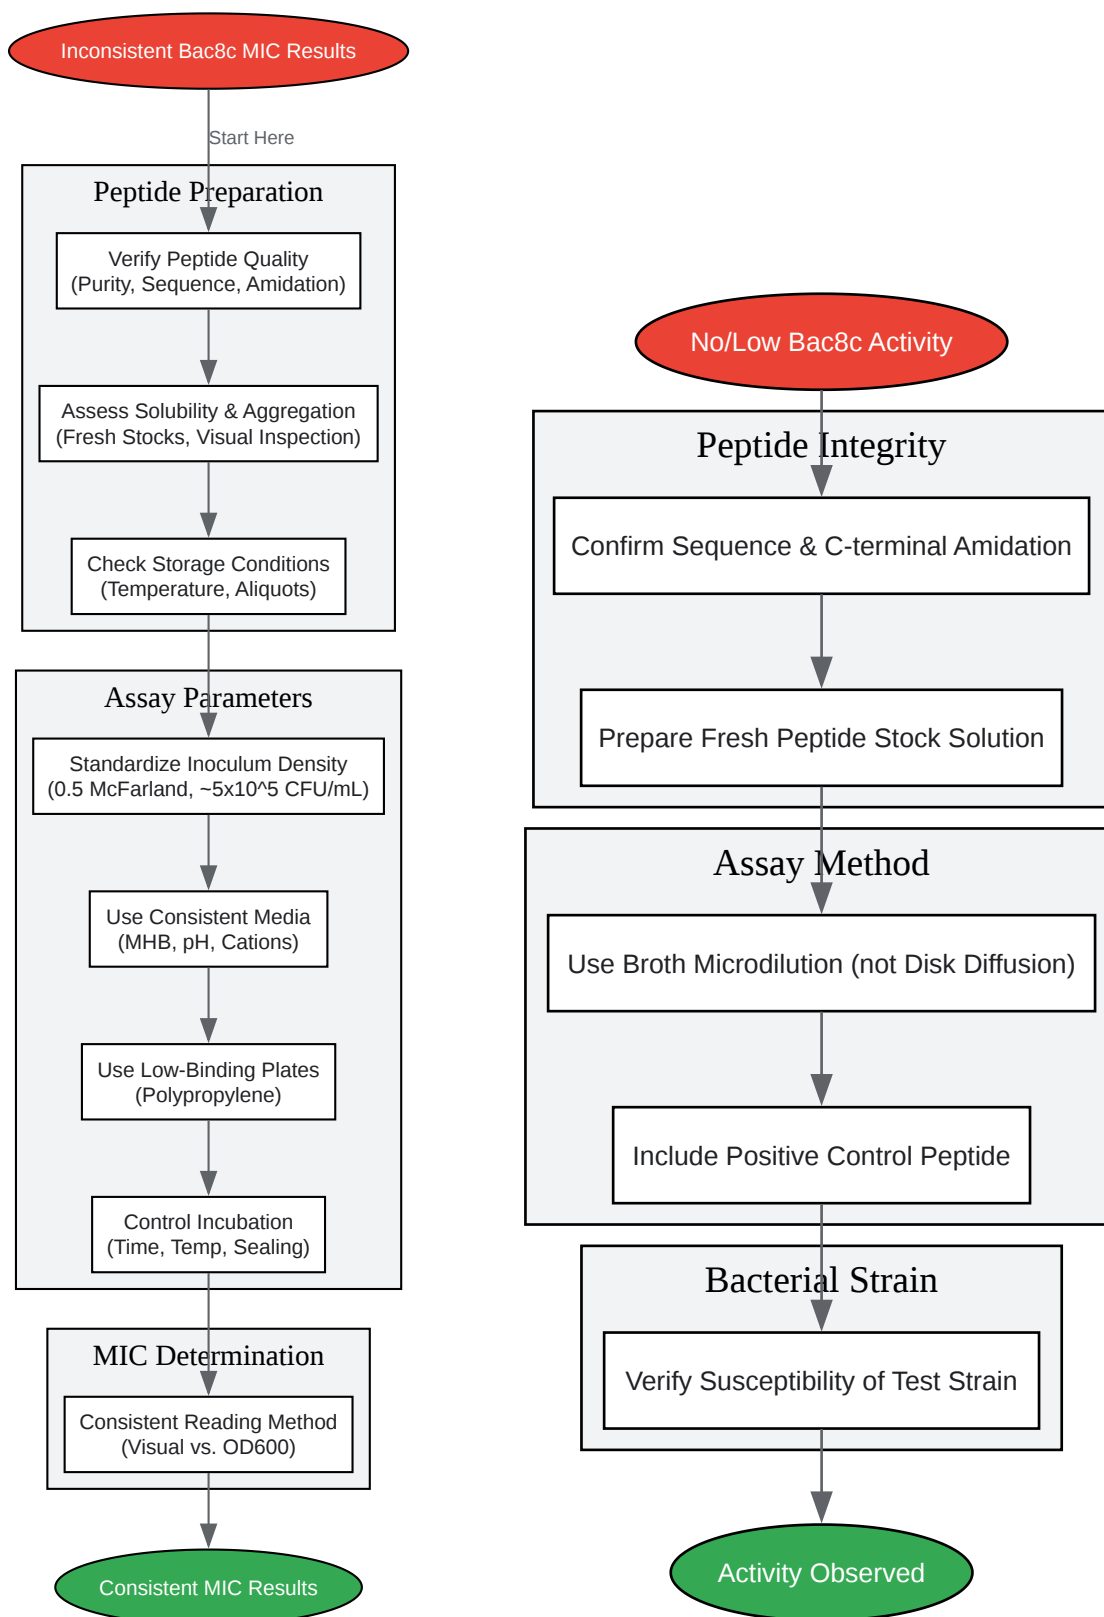 Inconsistent Bac8c MIC Results
Start Here
Peptide Preparation
Verify Peptide Quality
(Purity, Sequence, Amidation)
Assess Solubility & Aggregation
(Fresh Stocks, Visual Inspection)
Check Storage Conditions
(Temperature, Aliquots)
Assay Parameters
Standardize Inoculum Density
(0.5 McFarland, ~5x10^5 CFU/mL)
Use Consistent Media
(MHB, pH, Cations)
Use Low-Binding Plates
(Polypropylene)
Control Incubation
(Time, Temp, Sealing)
MIC Determination
Consistent Reading Method
(Visual vs. OD600)
Consistent MIC Results
No/Low Bac8c Activity
Peptide Integrity
Confirm Sequence & C-terminal Amidation
Prepare Fresh Peptide Stock Solution
Assay Method
Use Broth Microdilution (not Disk Diffusion)
Include Positive Control Peptide
Bacterial Strain
Verify Susceptibility of Test Strain
Activity Observed